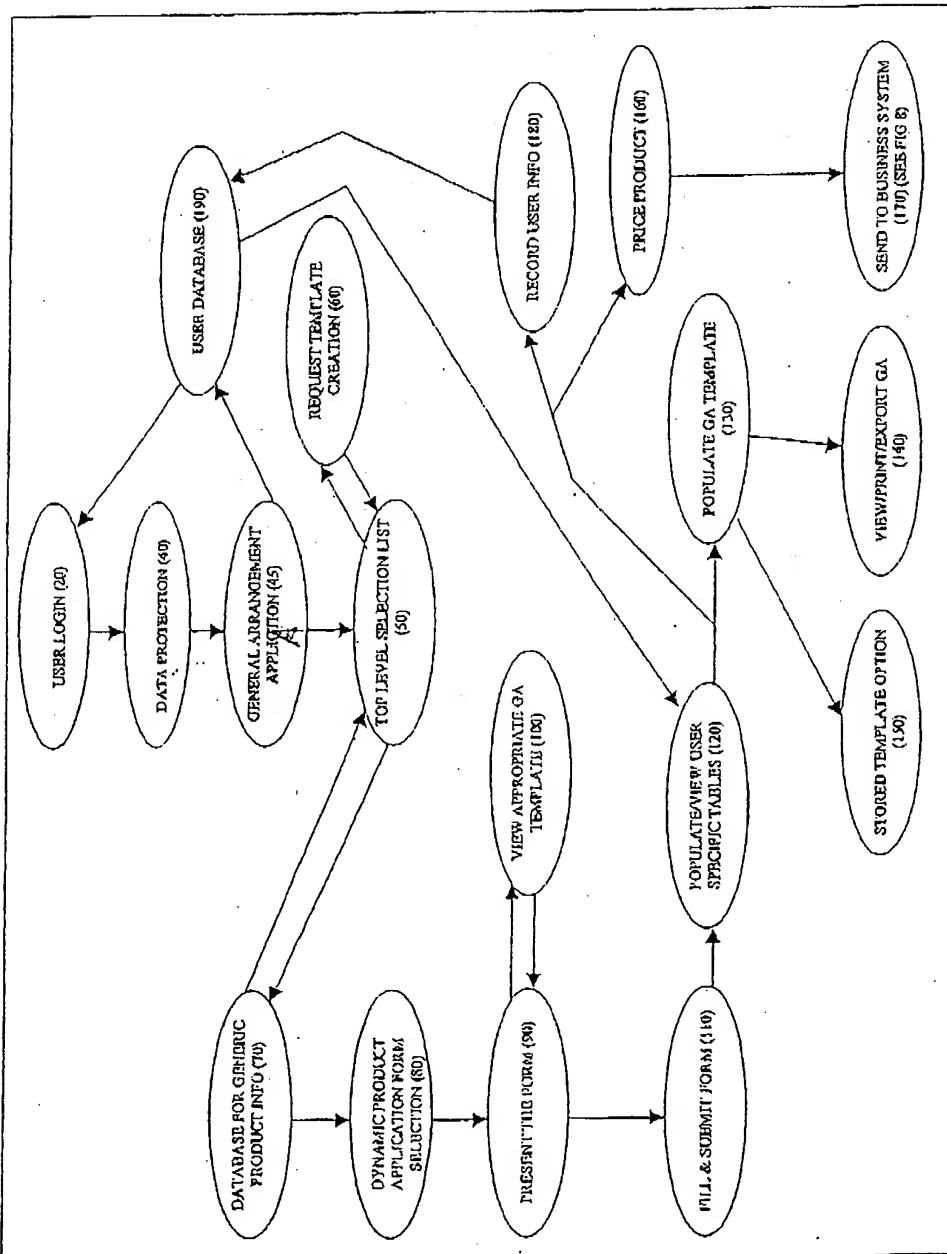 USER LOGIN (20)
DATA PROTECTION (40)
GENERAL ARRANGEMENT
APPLICTION (45)
TOP LEVEL SELECTION LIST
(50)
USER DATABASE (190)
REQUEST TEMPLATE
CREATION (60)
DATABASE FOR GENERIC
PRODUCT INFO (70)
DYNAMIC PRODUCT
APPLICATION FORM
SELECTION (80)
PRESENT THE FORM (90)
VIEW APPROPRIATE GA
TEMPLATE (100)
FILL & SUBMIT FORM (110)
POPULATE/VIEW USER
SPECIFIC TABLES (120)
RECORD USER INFO (180)
PRICE PRODUCT (160)
POPULATE GA TEMPLATE
(130)
STORED TEMPLATE OPTION
(150)
VIEW/PRINT/EXPORT GA
(140)
SEND TO BUSINESS SYSTEM
(170) (SEE FIG